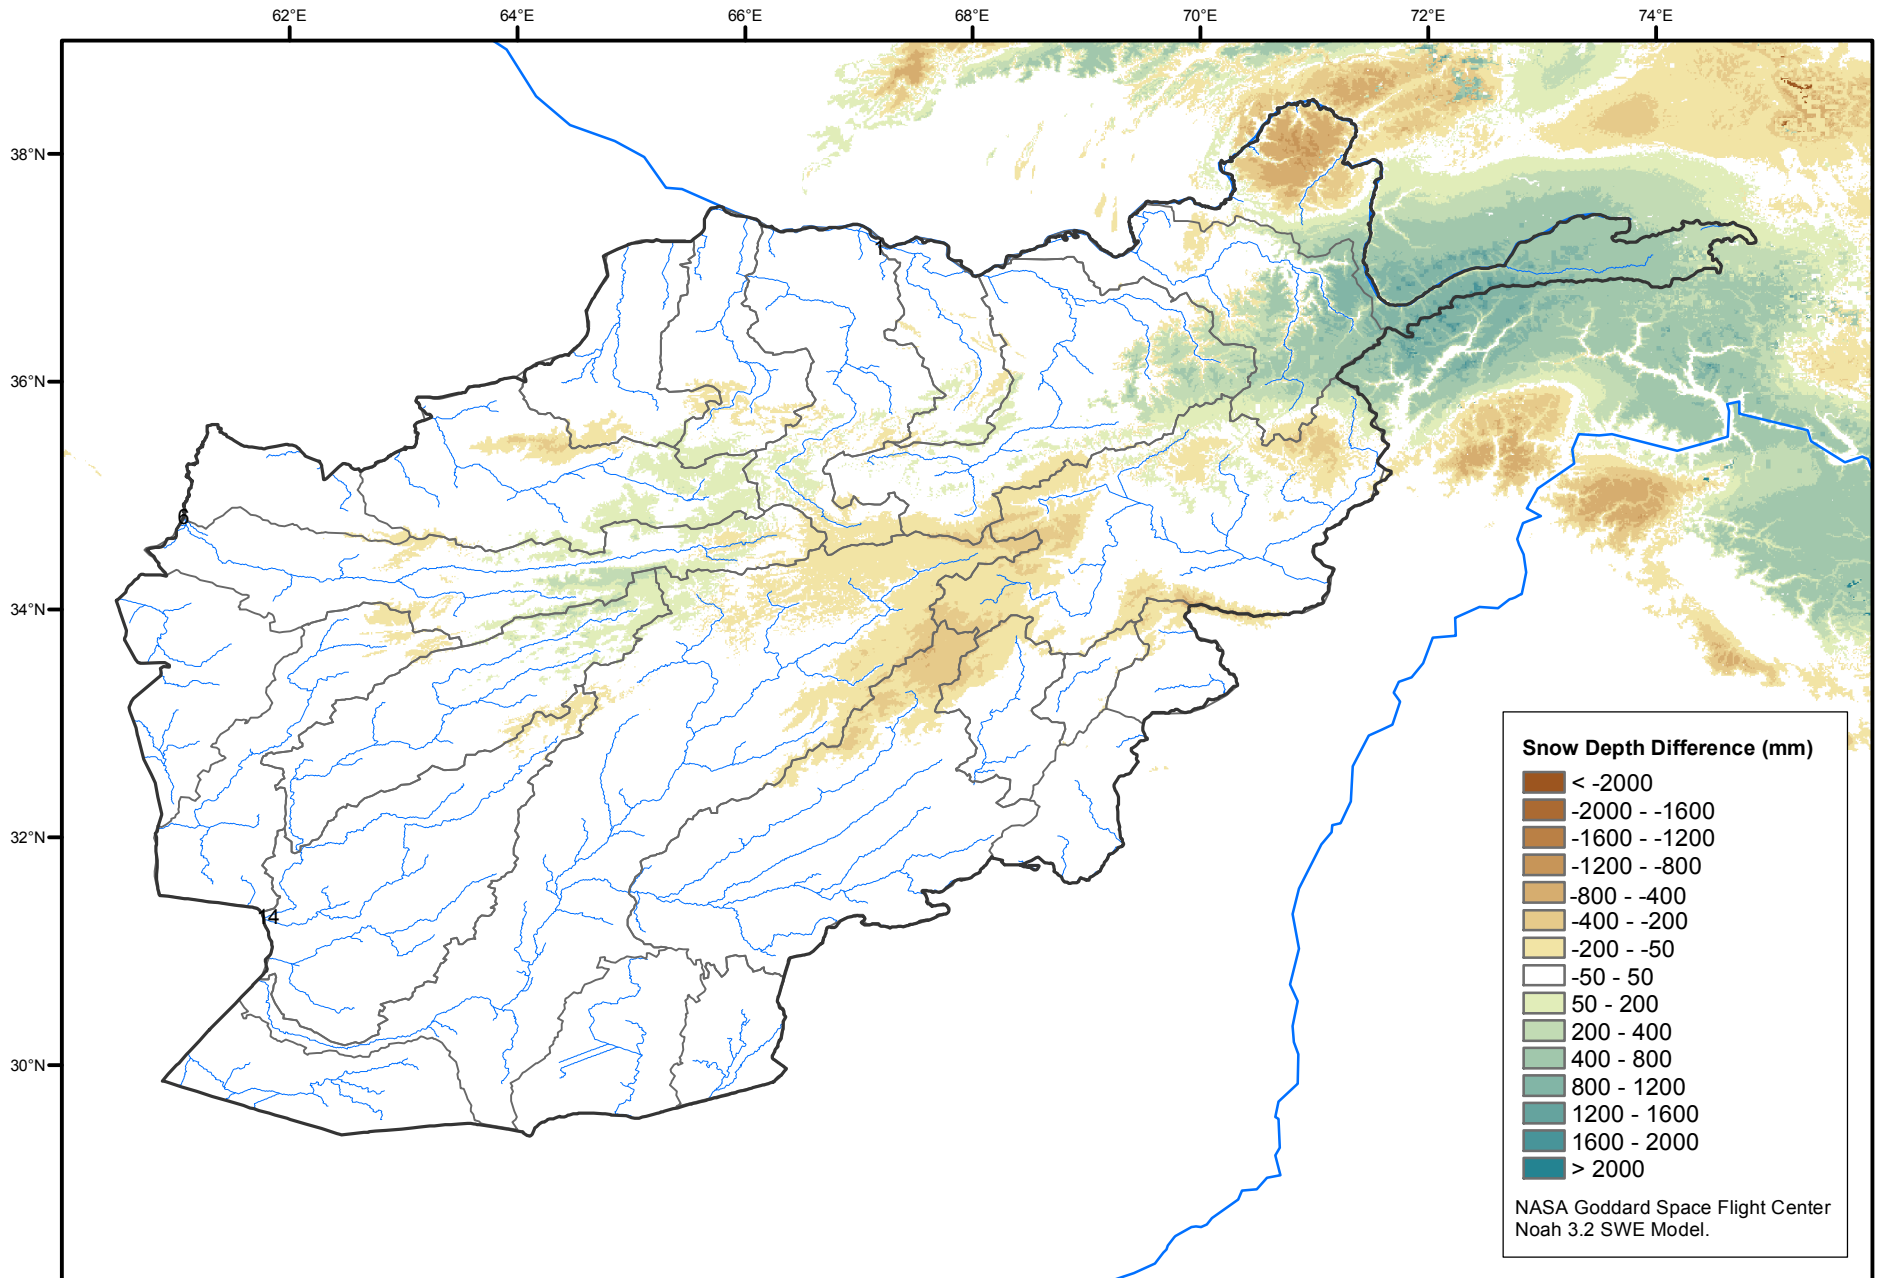 62°E 64°E 66°E 68°E 70°E 72°E 74°E
38°N
1
36°N
6
34°N
32°N
14
30°N
Snow Depth Difference (mm)
< -2000
-2000 - -1600
-1600 - -1200
-1200 - -800
-800 - -400
-400 - -200
-200 - -50
-50 - 50
50 - 200
200 - 400
400 - 800
800 - 1200
1200 - 1600
1600 - 2000
> 2000
NASA Goddard Space Flight Center
Noah 3.2 SWE Model.